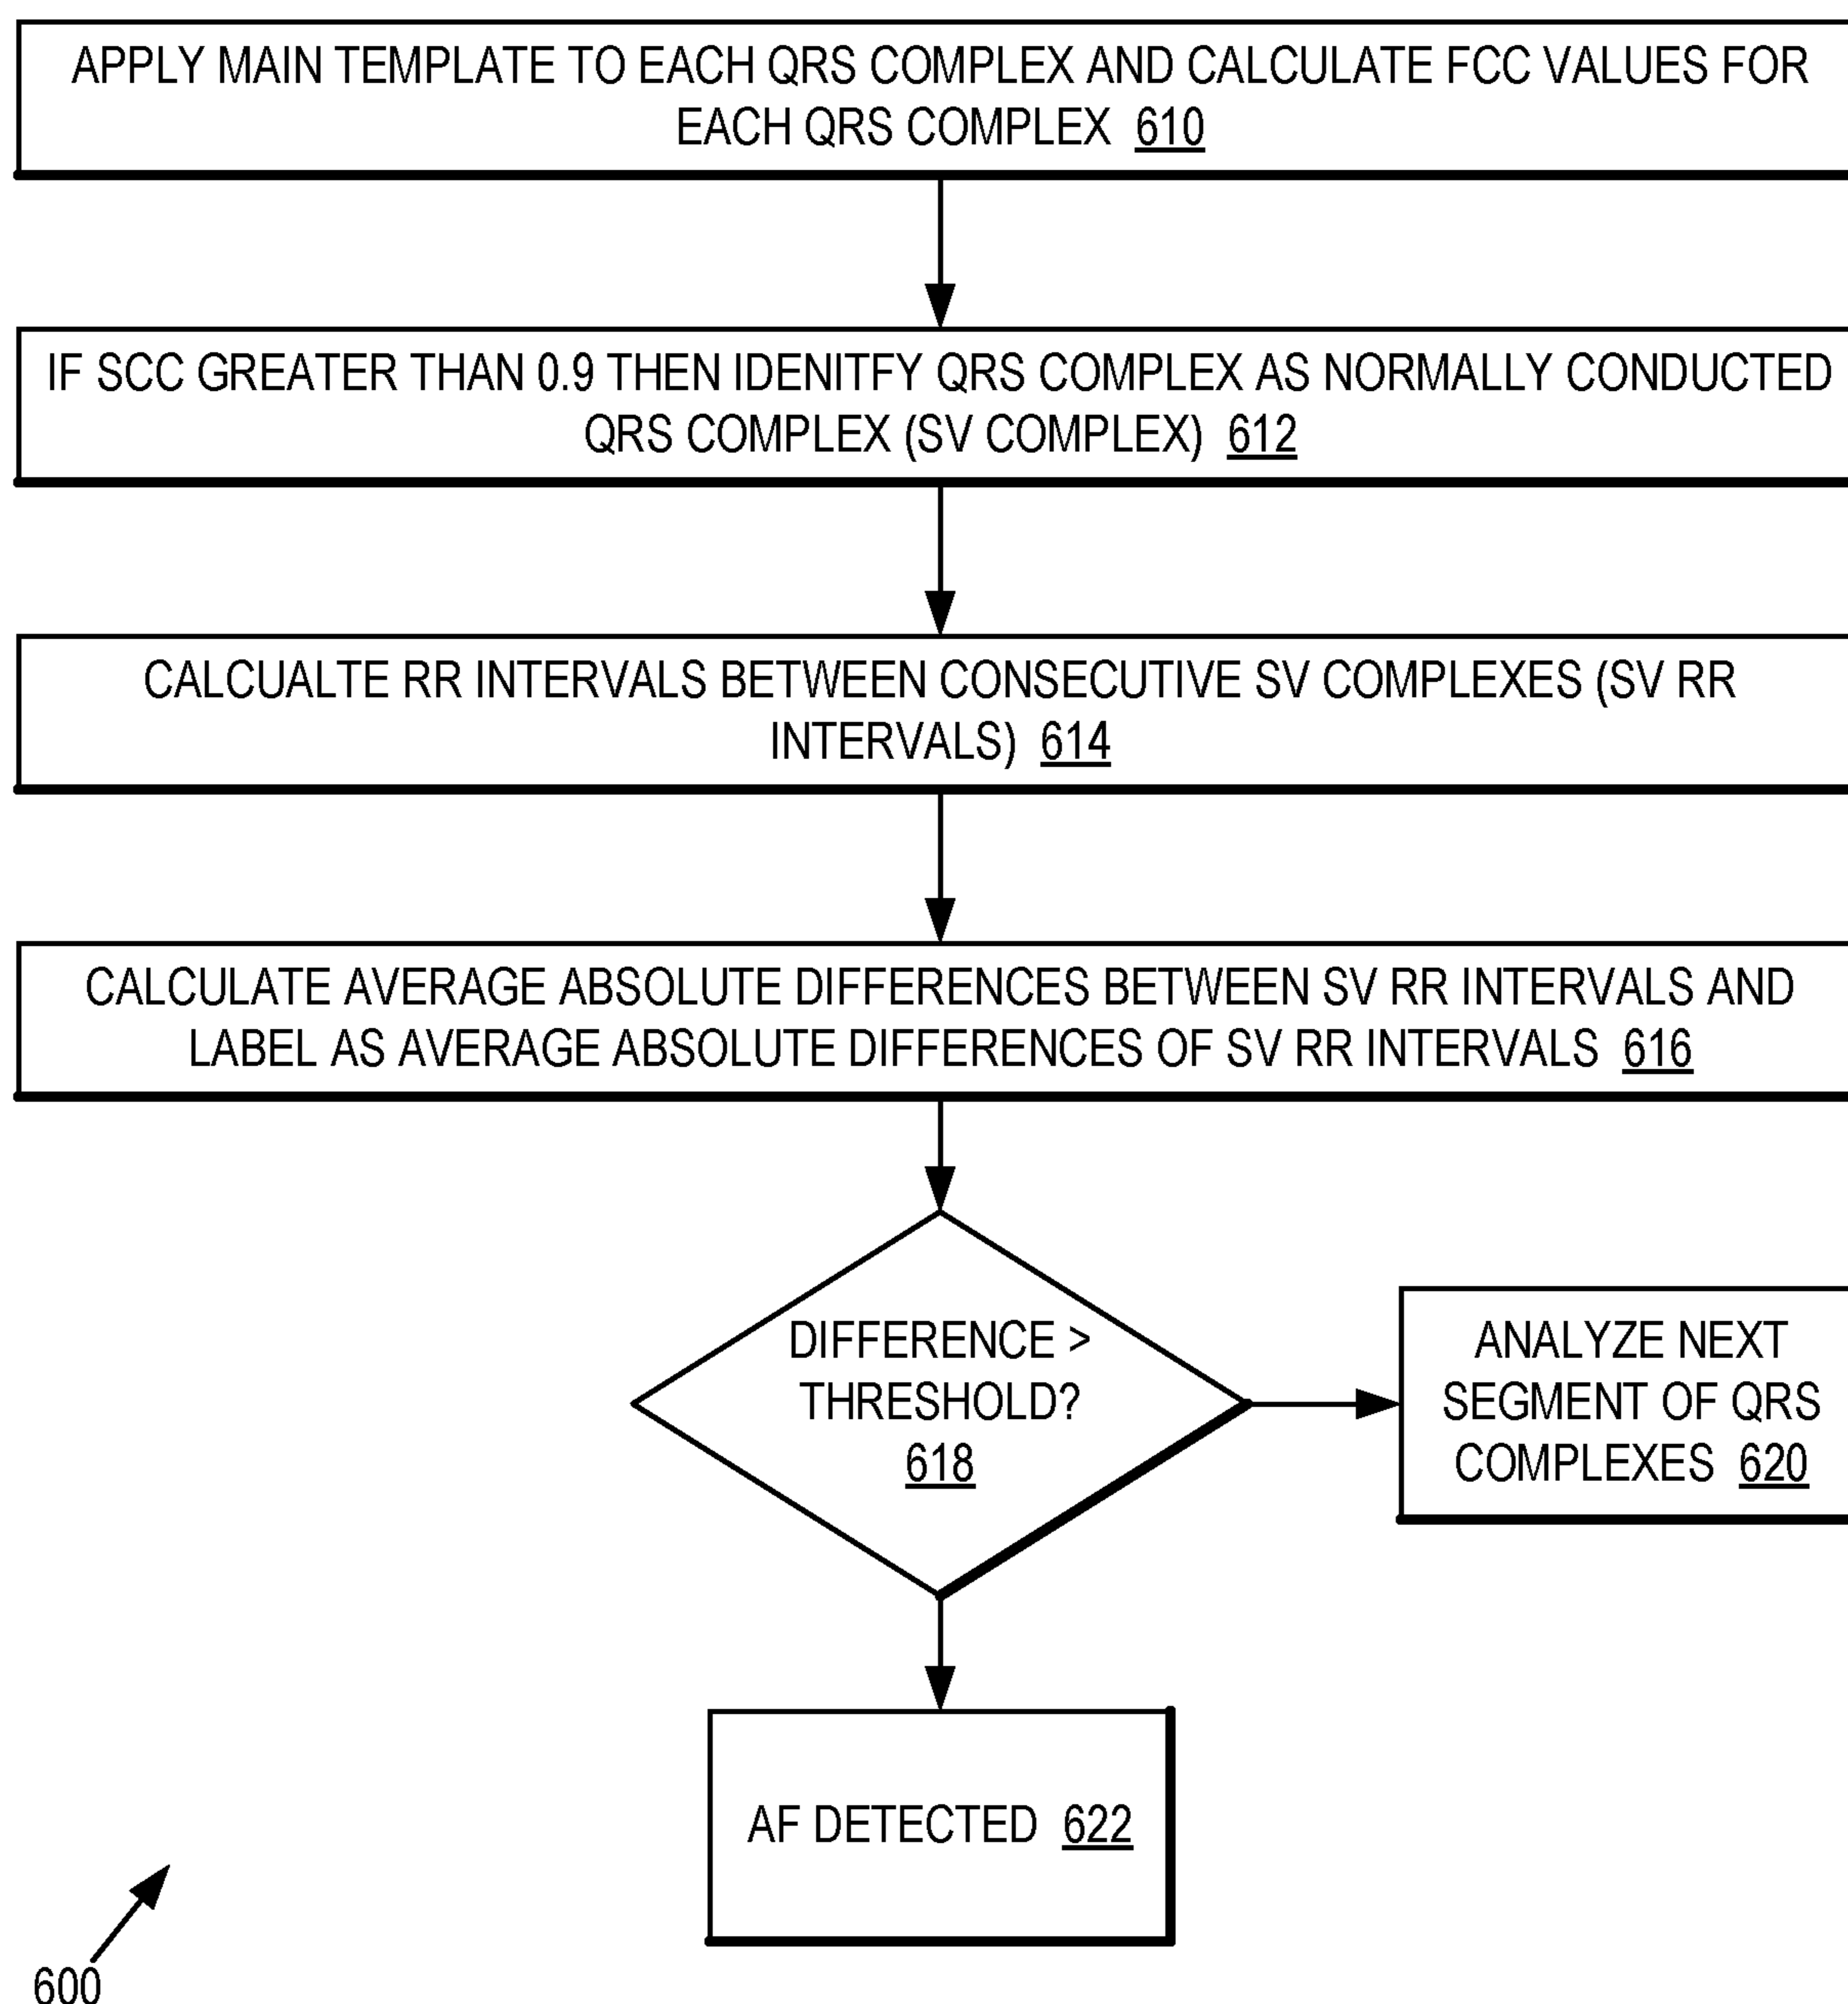 APPLY MAIN TEMPLATE TO EACH QRS COMPLEX AND CALCULATE FCC VALUES FOR
EACH QRS COMPLEX 610
IF SCC GREATER THAN 0.9 THEN IDENITFY QRS COMPLEX AS NORMALLY CONDUCTED
QRS COMPLEX (SV COMPLEX) 612
CALCUALTE RR INTERVALS BETWEEN CONSECUTIVE SV COMPLEXES (SV RR
INTERVALS) 614
CALCULATE AVERAGE ABSOLUTE DIFFERENCES BETWEEN SV RR INTERVALS AND
LABEL AS AVERAGE ABSOLUTE DIFFERENCES OF SV RR INTERVALS 616
DIFFERENCE >
THRESHOLD?
618
ANALYZE NEXT
SEGMENT OF QRS
COMPLEXES 620
AF DETECTED 622
600